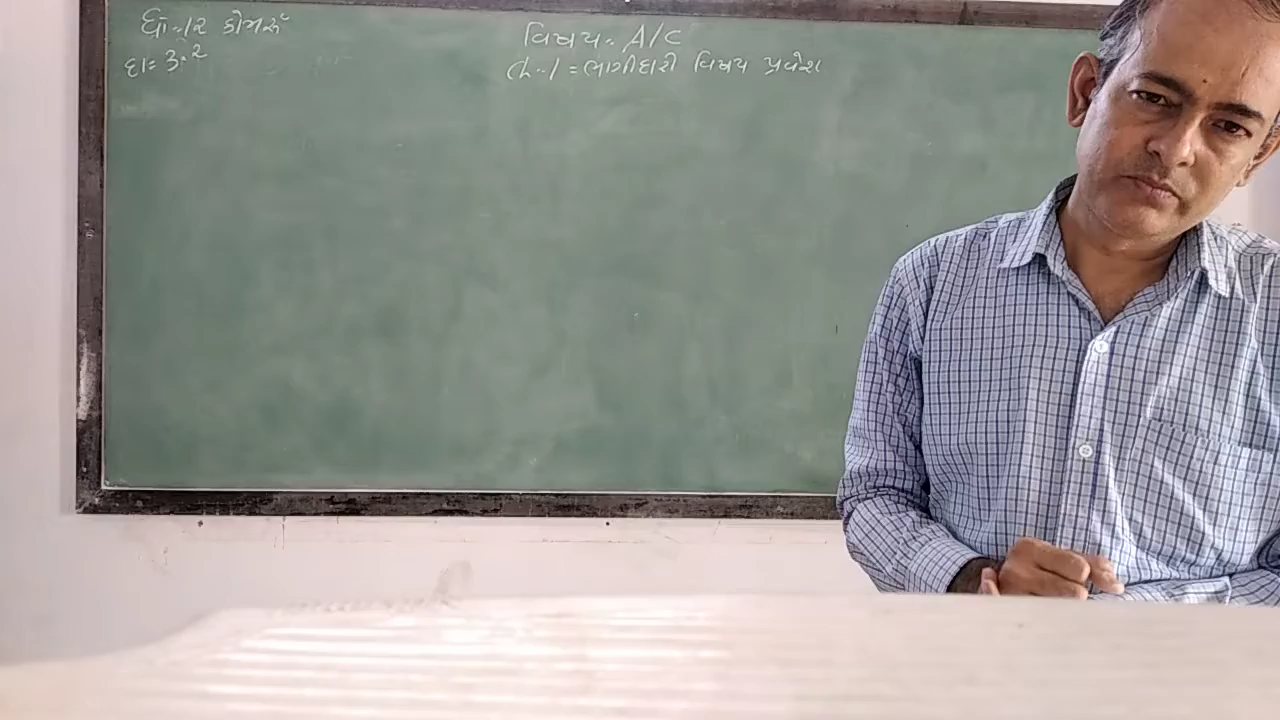 ધો-૧૨ કોમર્સ
દા= ૩.૨
વિષય- A/C
ch-1 = ભાગીદારી વિષય પ્રવેશ